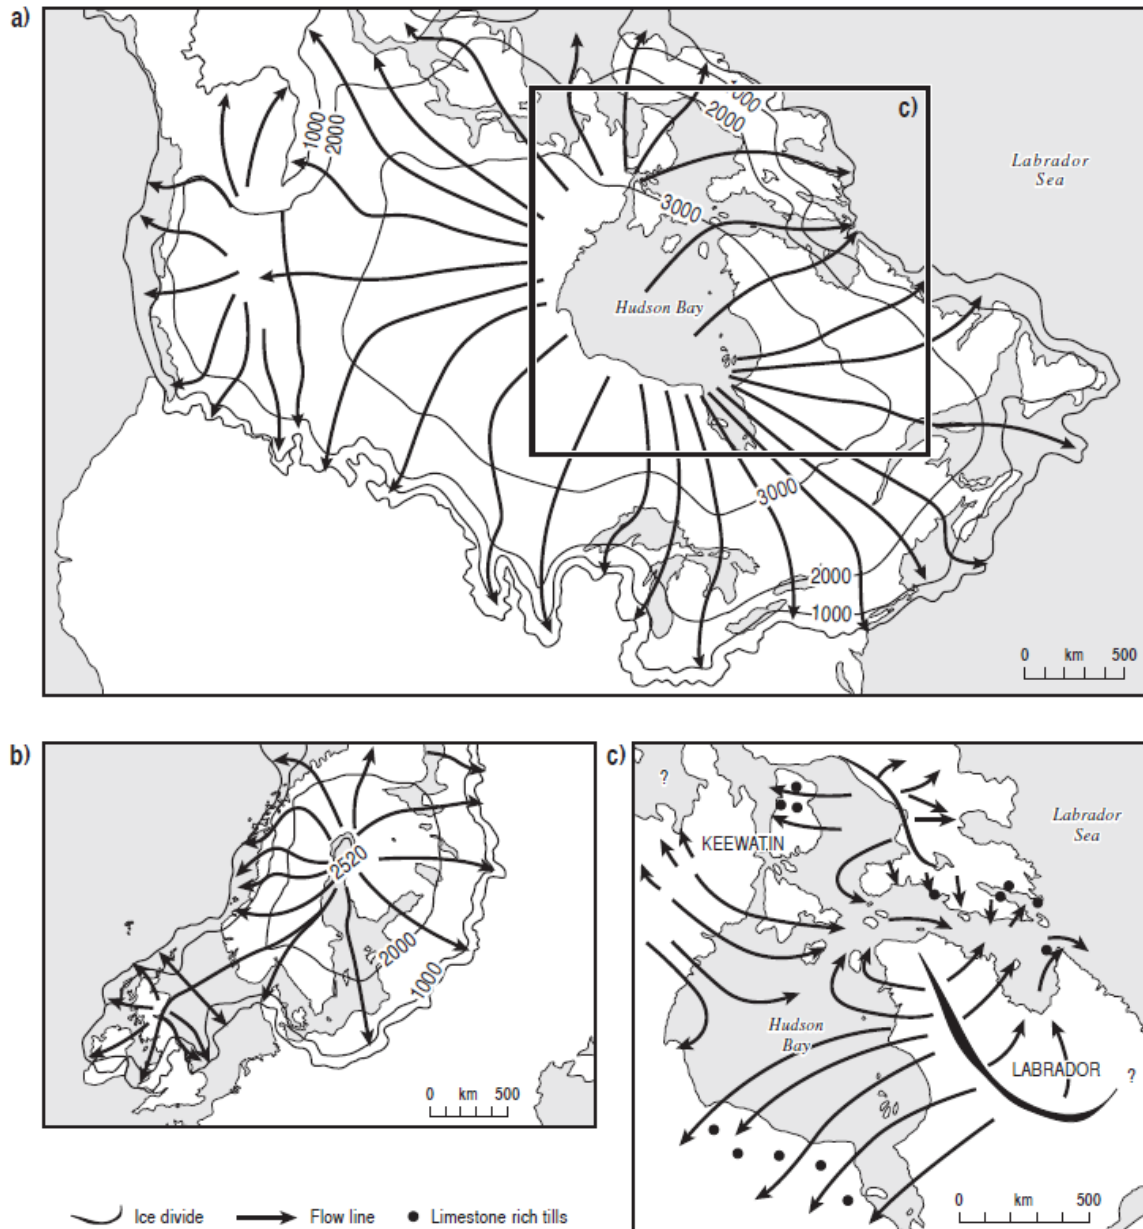 a)
1000
2000
1000
2000
c)
Labrador
Sea
3000
Hudson Bay
3000
2000
1000
0 km 500
b)
2520
2000
1000
0 km 500
c)
?
KEEWATIN
Labrador
Sea
Hudson
Bay
LABRADOR
?
0 km 500
Ice divide
Flow line
Limestone rich tills